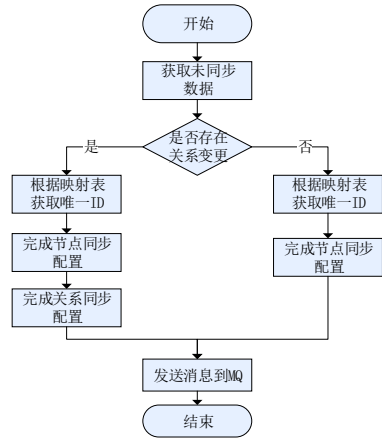 开始
获取未同步
数据
是否存在
关系变更
是
否
根据映射表
获取唯一ID
完成节点同步
配置
完成关系同步
配置
根据映射表
获取唯一ID
完成节点同步
配置
发送消息到MQ
结束